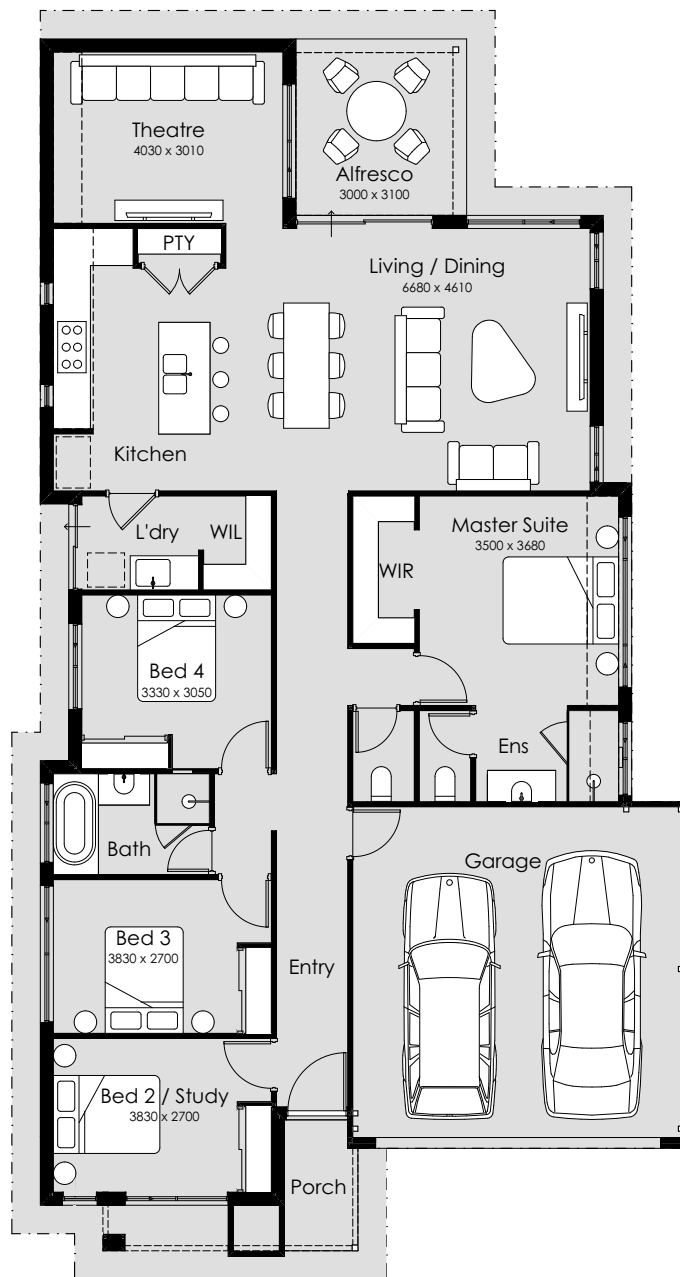 Theatre
4030 x 3010
Alfresco
3000 x 3100
PTY
Living / Dining
6680 x 4610
Kitchen
L'dry
WIL
Master Suite
3500 x 3680
WIR
Bed 4
3330 x 3050
Ens
Bath
Garage
Bed 3
3830 x 2700
Entry
Bed 2 / Study
3830 x 2700
Porch